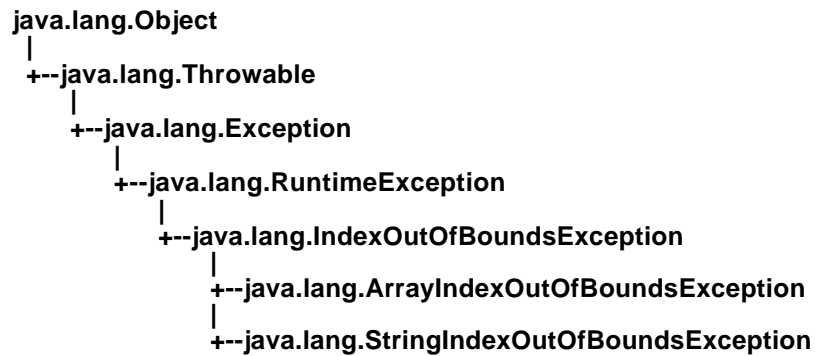 java.lang.Object
|
+--java.lang.Throwable
|
+--java.lang.Exception
|
+--java.lang.RuntimeException
|
+--java.lang.IndexOutOfBoundsException
|
+--java.lang.ArrayIndexOutOfBoundsException
|
+--java.lang.StringIndexOutOfBoundsException